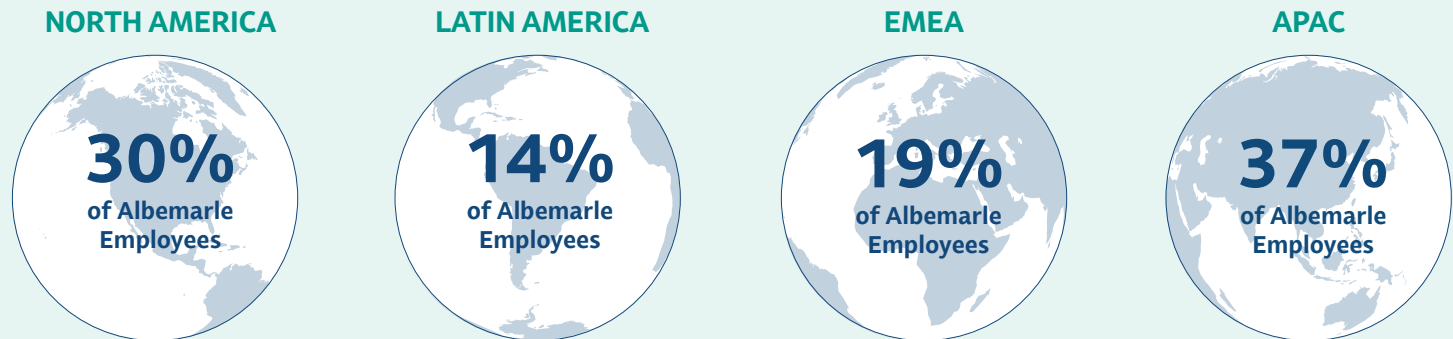 NORTH AMERICA
30%
of Albemarle
Employees
LATIN AMERICA
14%
of Albemarle
Employees
EMEA
19%
of Albemarle
Employees
APAC
37%
of Albemarle
Employees